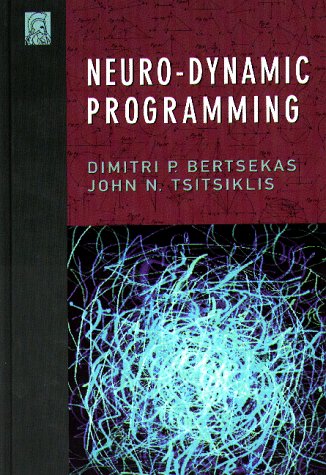 NEURO-DYNAMIC
PROGRAMMING
DIMITRI P. BERTSEKAS
JOHN N. TSITSIKLIS